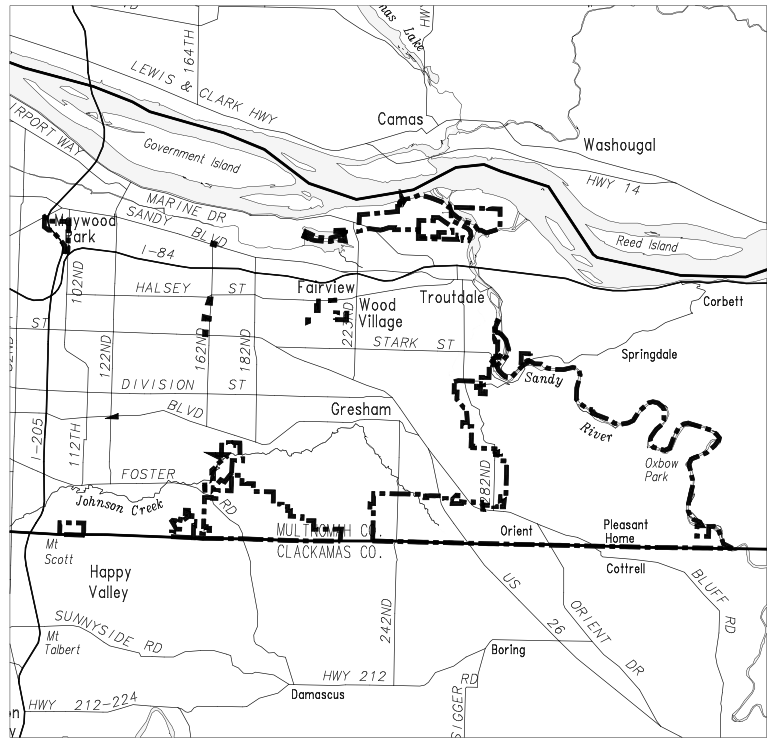 164TH
HWY
Lake
LEWIS & CLARK HWY
Camas
Washougal
HWY 14
Government Island
MARINE DR
SANDY BLVD
Maywood
Park
I-84
Reed Island
102ND
HALSEY ST
Fairview
Wood
Village
Troutdale
Corbett
ST
122ND
162ND
182ND
223RD
STARK ST
Springdale
DIVISION ST
Sandy
River
BLVD
Gresham
I-205
112TH
FOSTER
RD
282ND
Oxbow
Park
Johnson Creek
MULTNOMAH CO.
CLACKAMAS CO.
Orient
Pleasant
Home
Cottrell
Mt
Scott
Happy
Valley
US
26
ORIENT DR
BLUFF
RD
242ND
SUNNYSIDE RD
Mt
Talbert
Boring
HWY 212
Damascus
RD
HWY 212-224